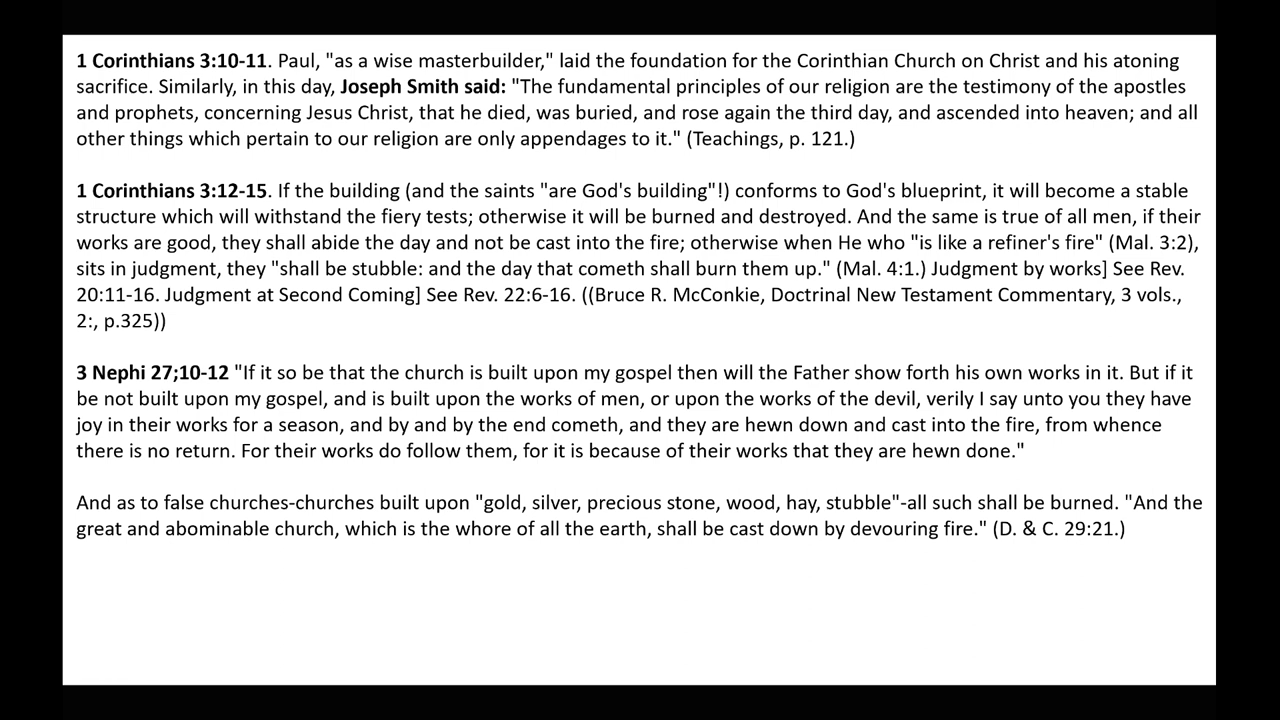 1 Corinthians 3:10-11. Paul, "as a wise masterbuilder," laid the foundation for the Corinthian Church on Christ and his atoning
sacrifice. Similarly, in this day, Joseph Smith said: "The fundamental principles of our religion are the testimony of the apostles
and prophets, concerning Jesus Christ, that he died, was buried, and rose again the third day, and ascended into heaven; and all
other things which pertain to our religion are only appendages to it." (Teachings, p. 121.)
1 Corinthians 3:12-15. If the building (and the saints "are God's building"!) conforms to God's blueprint, it will become a stable
structure which will withstand the fiery tests; otherwise it will be burned and destroyed. And the same is true of all men, if their
works are good, they shall abide the day and not be cast into the fire; otherwise when He who "is like a refiner's fire" (Mal. 3:2),
sits in judgment, they "shall be stubble: and the day that cometh shall burn them up." (Mal. 4:1.) Judgment by works] See Rev.
20:11-16. Judgment at Second Coming] See Rev. 22:6-16. ((Bruce R. McConkie, Doctrinal New Testament Commentary, 3 vols.,
2:, p.325))
3 Nephi 27;10-12 "If it so be that the church is built upon my gospel then will the Father show forth his own works in it. But if it
be not built upon my gospel, and is built upon the works of men, or upon the works of the devil, verily I say unto you they have
joy in their works for a season, and by and by the end cometh, and they are hewn down and cast into the fire, from whence
there is no return. For their works do follow them, for it is because of their works that they are hewn done."
And as to false churches-churches built upon "gold, silver, precious stone, wood, hay, stubble"-all such shall be burned. "And the
great and abominable church, which is the whore of all the earth, shall be cast down by devouring fire." (D. & C. 29:21.)